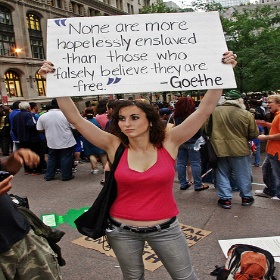 "None are more
hopelessly enslaved
than those who
falsely believe they are
free." - Goethe